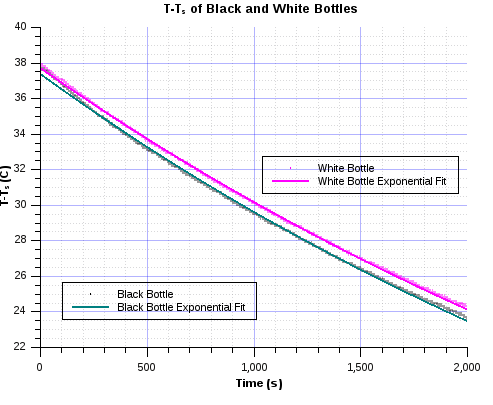 T-Tₛ of Black and White Bottles
40
38
36
34
32
30
28
26
24
22
T-Tₛ (C)
White Bottle
White Bottle Exponential Fit
Black Bottle
Black Bottle Exponential Fit
0
500
1,000
1,500
2,000
Time (s)